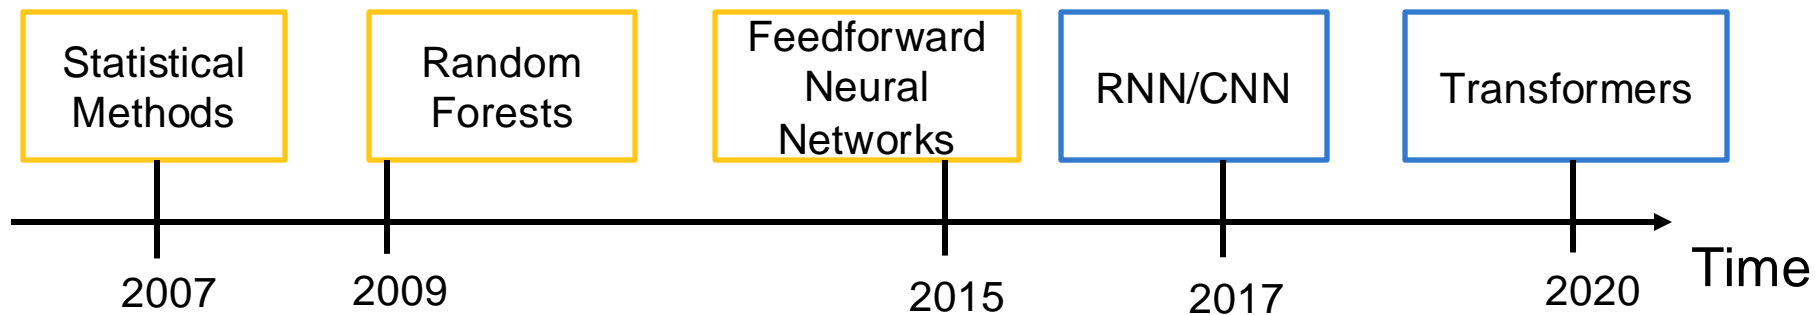 Statistical
Methods
Random
Forests
Feedforward
Neural
Networks
RNN/CNN
Transformers
2007
2009
2015
2017
2020
Time